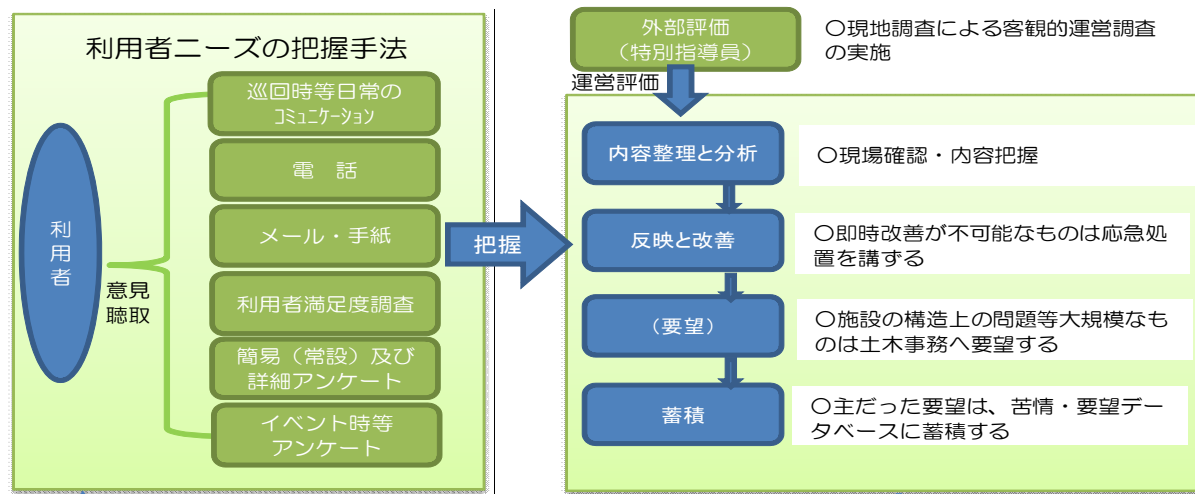 利用者ニーズの把握手法
利用者
意見
聴取
巡回時等日常の
ｺﾐｭﾆｹｰｼｮﾝ
電　話
メール・手紙
利用者満足度調査
簡易（常設）及び
詳細アンケート
イベント時等
アンケート
把握
外部評価
（特別指導員）
〇現地調査による客観的運営調査
の実施
運営評価
内容整理と分析
〇現場確認・内容把握
反映と改善
〇即時改善が不可能なものは応急処
置を講ずる
（要望）
〇施設の構造上の問題等大規模なも
のは土木事務へ要望する
蓄積
〇主だった要望は、苦情・要望デー
タベースに蓄積する